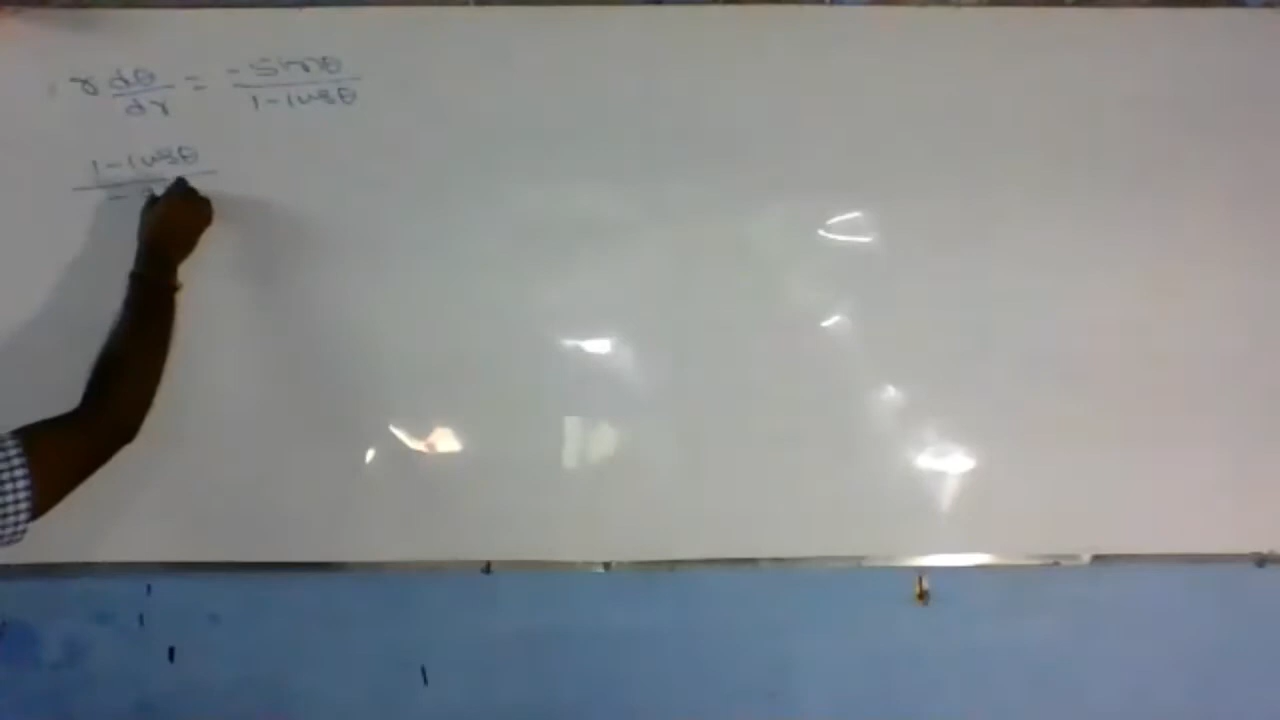 r dθ/dr = -sinθ/1-cosθ
1-cosθ/-